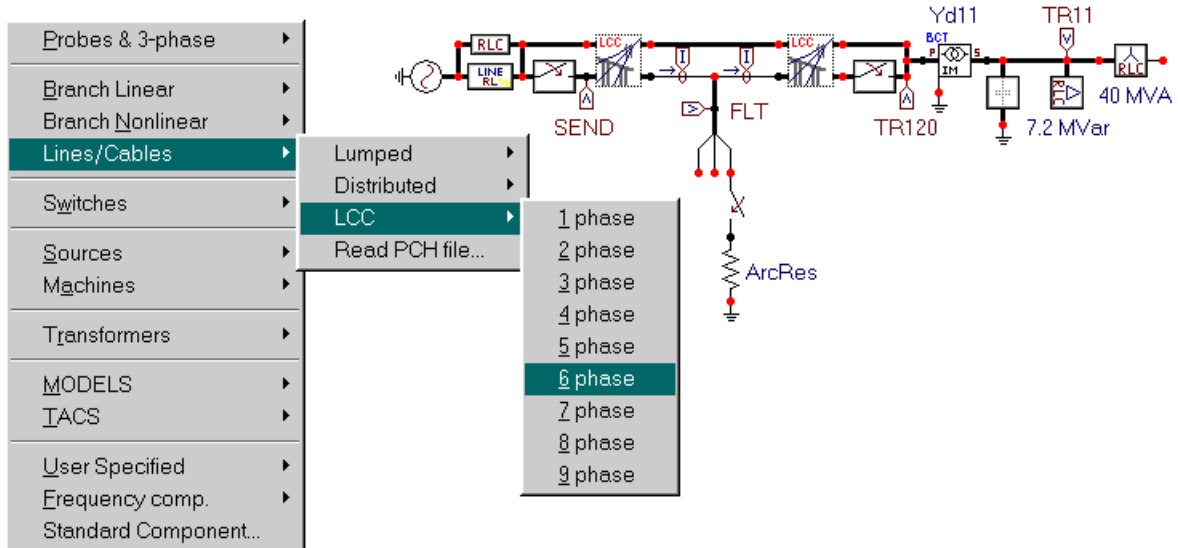 Probes & 3-phase
Branch Linear
Branch Nonlinear
Lines/Cables
Switches
Sources
Machines
Transformers
MODELS
TACS
User Specified
Frequency comp.
Standard Component...
Lumped
Distributed
LCC
Read PCH file...
1 phase
2 phase
3 phase
4 phase
5 phase
6 phase
7 phase
8 phase
9 phase
Yd11
TR11
RLC
LCC
LCC
BCT
V
LINE
RL
I
I
P
S
IM
RLC
RLC
40 MVA
SEND
FLT
TR120
7.2 MVar
ArcRes